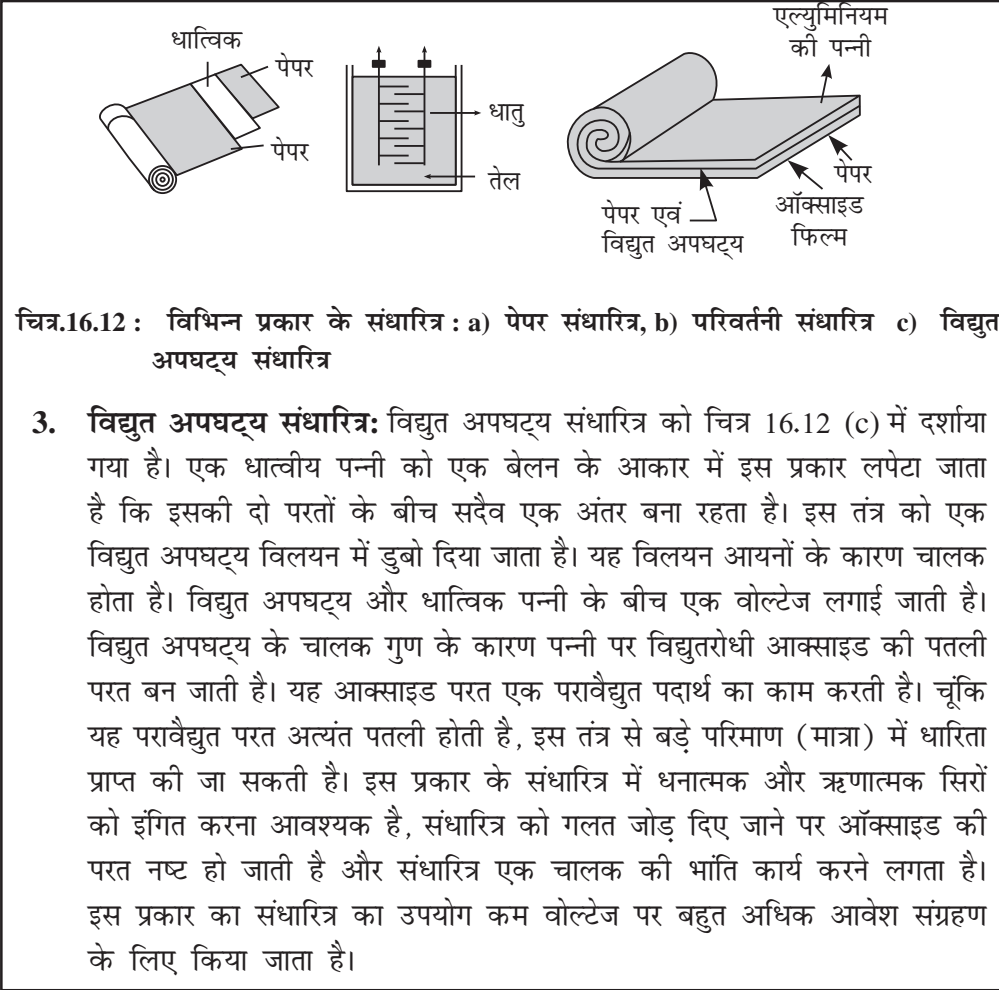 धात्विक
पेपर
पेपर
धातु
तेल
एल्युमिनियम
की पन्नी
पेपर
ऑक्साइड
फिल्म
पेपर एवं
विद्युत अपघट्य
चित्र.16.12 : विभिन्न प्रकार के संधारित्र : a) पेपर संधारित्र, b) परिवर्तनी संधारित्र c) विद्युत
अपघट्य संधारित्र
3. विद्युत अपघट्य संधारित्र: विद्युत अपघट्य संधारित्र को चित्र 16.12 (c) में दर्शाया
गया है। एक धात्वीय पन्नी को एक बेलन के आकार में इस प्रकार लपेटा जाता
है कि इसकी दो परतों के बीच सदैव एक अंतर बना रहता है। इस तंत्र को एक
विद्युत अपघट्य विलयन में डुबो दिया जाता है। यह विलयन आयनों के कारण चालक
होता है। विद्युत अपघट्य और धात्विक पन्नी के बीच एक वोल्टेज लगाई जाती है।
विद्युत अपघट्य के चालक गुण के कारण पन्नी पर विद्युतरोधी आक्साइड की पतली
परत बन जाती है। यह आक्साइड परत एक परावैद्युत पदार्थ का काम करती है। चूंकि
यह परावैद्युत परत अत्यंत पतली होती है, इस तंत्र से बड़े परिमाण (मात्रा) में धारिता
प्राप्त की जा सकती है। इस प्रकार के संधारित्र में धनात्मक और ऋणात्मक सिरों
को इंगित करना आवश्यक है, संधारित्र को गलत जोड़ दिए जाने पर ऑक्साइड की
परत नष्ट हो जाती है और संधारित्र एक चालक की भांति कार्य करने लगता है।
इस प्रकार का संधारित्र का उपयोग कम वोल्टेज पर बहुत अधिक आवेश संग्रहण
के लिए किया जाता है।